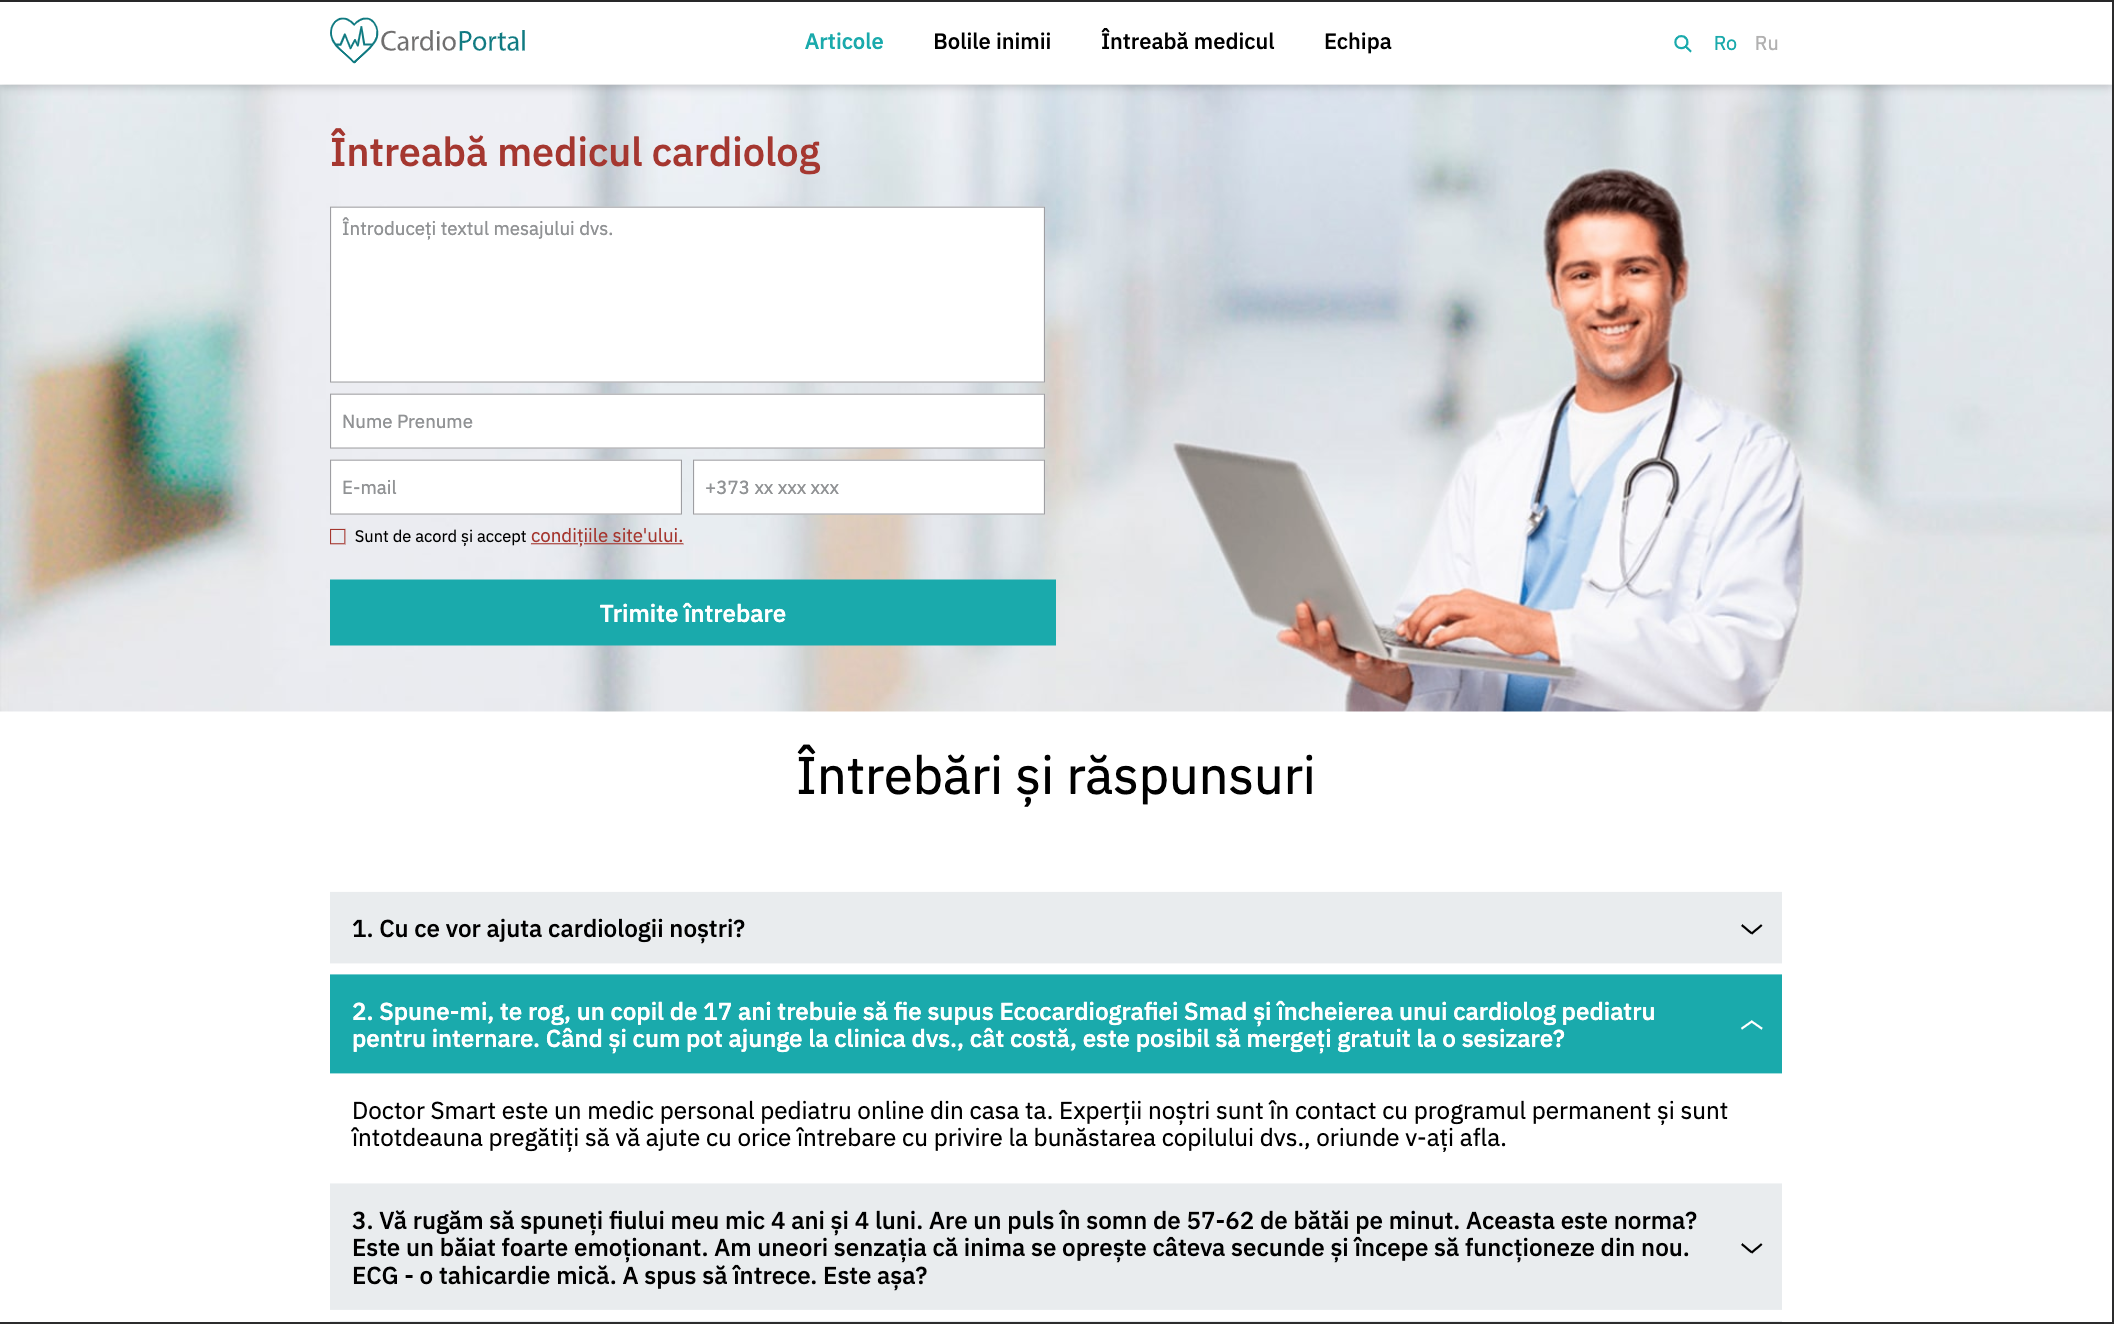 CardioPortal
Articole
Bolile inimii
Întreabă medicul
Echipa
Ro
Ru
Întreabă medicul cardiolog
Întroduceți textul mesajului dvs.
Nume Prenume
E-mail
+373 xx xxx xxx
Sunt de acord și accept condițiile site'ului.
Trimite întrebare
Întrebări și răspunsuri
1. Cu ce vor ajuta cardiologii noștri?
2. Spune-mi, te rog, un copil de 17 ani trebuie să fie supus Ecocardiografiei Smad și încheierea unui cardiolog pediatru
pentru internare. Când și cum pot ajunge la clinica dvs., cât costă, este posibil să mergeți gratuit la o sesizare?
Doctor Smart este un medic personal pediatru online din casa ta. Experții noștri sunt în contact cu programul permanent și sunt
întotdeauna pregătiți să vă ajute cu orice întrebare cu privire la bunăstarea copilului dvs., oriunde v-ați afla.
3. Vă rugăm să spuneți fiului meu mic 4 ani și 4 luni. Are un puls în somn de 57-62 de bătăi pe minut. Aceasta este norma?
Este un băiat foarte emoționant. Am uneori senzația că inima se oprește câteva secunde și începe să funcționeze din nou.
ECG - o tahicardie mică. A spus să întrece. Este așa?